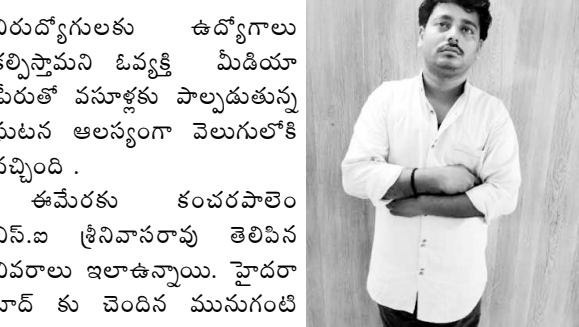 నిరుద్యోగులకు ఉద్యోగాలు
కల్పిస్తామని ఓవ్యక్తి మీడియా
పేరుతో వసూళ్లకు పాల్పడుతున్న
ఘటన ఆలస్యంగా వెలుగులోకి
వచ్చింది .
ఈమేరకు కంచరపాలెం
ఎస్.ఐ శ్రీనివాసరావు తెలిపిన
వివరాలు ఇలాఉన్నాయి. హైదరా
బాద్ కు చెందిన మునుగంటి